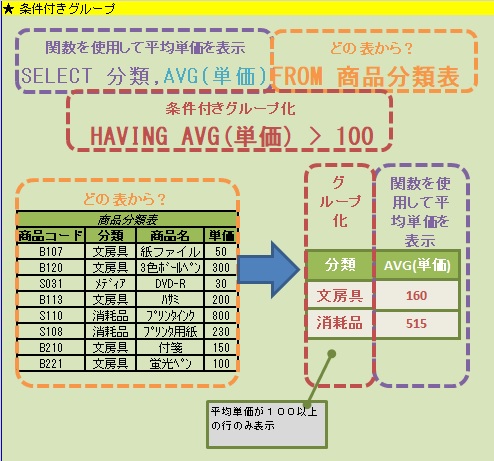 ★ 条件付きグループ
関数を使用して平均単価を表示
どの表から？
SELECT 分類,AVG(単価)FROM 商品分類表
条件付きグループ化
HAVING AVG(単価) > 100
どの表から？
商品分類表
商品コード 分類 商品名 単価
B107 文房具 紙ファイル 50
B120 文房具 3色ボールペン 300
S031 メディア DVD-R 30
B113 文房具 ハサミ 200
S110 消耗品 プリンタインク 800
S108 消耗品 プリンタ用紙 230
B210 文房具 付箋 150
B221 文房具 蛍光ペン 100
グループ化
関数を使用して平均単価を表示
分類 AVG(単価)
文房具 160
消耗品 515
平均単価が１００以上
の行のみ表示